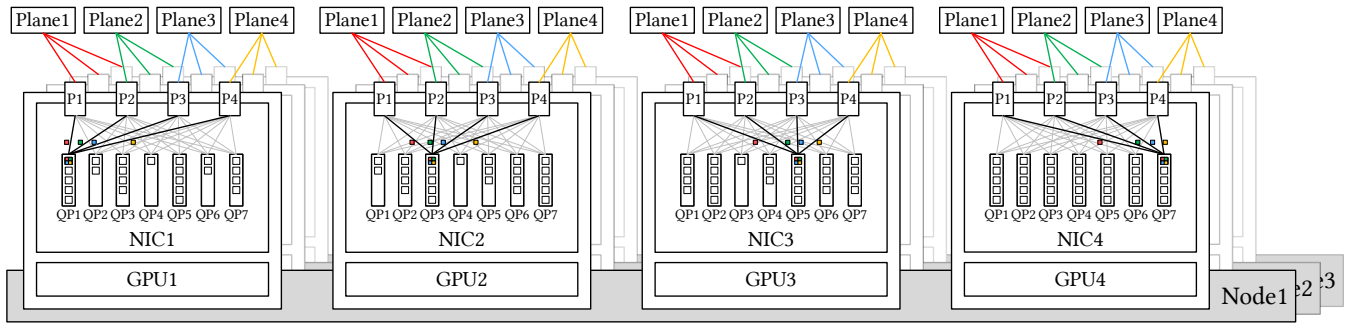 Plane1 Plane2 Plane3 Plane4 Plane1 Plane2 Plane3 Plane4 Plane1 Plane2 Plane3 Plane4 Plane1 Plane2 Plane3 Plane4
P1 P2 P3 P4 P1 P2 P3 P4 P1 P2 P3 P4 P1 P2 P3 P4
QP1 QP2 QP3 QP4 QP5 QP6 QP7 QP1 QP2 QP3 QP4 QP5 QP6 QP7 QP1 QP2 QP3 QP4 QP5 QP6 QP7 QP1 QP2 QP3 QP4 QP5 QP6 QP7
NIC1 NIC2 NIC3 NIC4
GPU1 GPU2 GPU3 GPU4
Node1 e2 e3